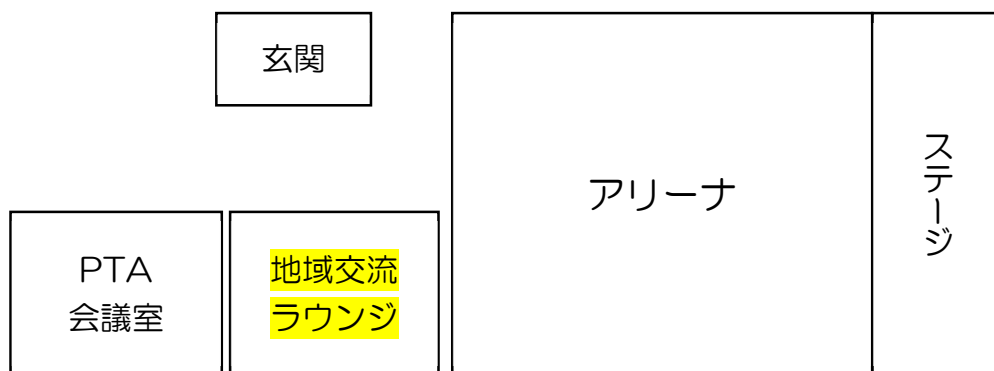 玄関
アリーナ
ステージ
PTA
会議室
地域交流
ラウンジ